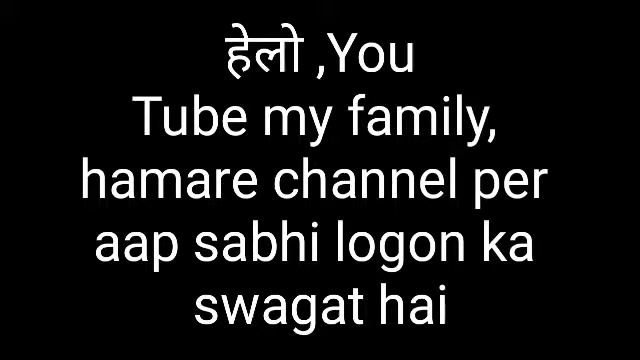 हेलो ,You
Tube my family,
hamare channel per
aap sabhi logon ka
swagat hai